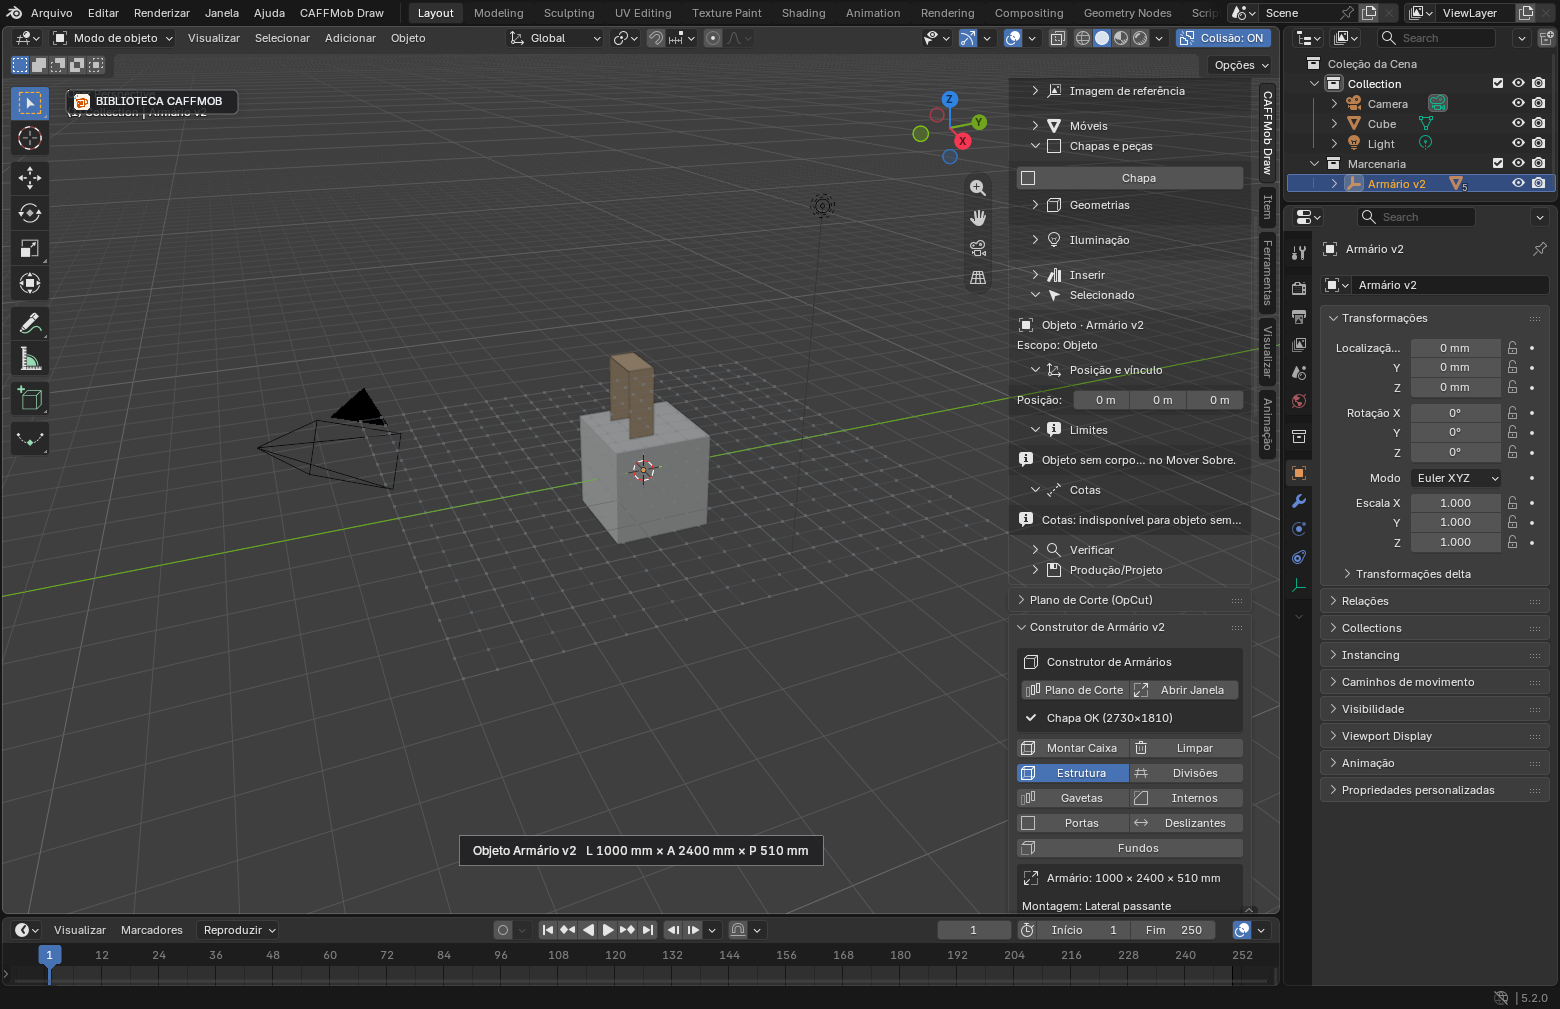 Arquivo Editar Renderizar Janela Ajuda CAFFMob Draw Layout Modeling Sculpting UV Editing Texture Paint Shading Animation Rendering Compositing Geometry Nodes Scene ViewLayer
Modo de objeto Visualizar Selecionar Adicionar Objeto Global Colisão: ON
Opções
BIBLIOTECA CAFFMOB
(1) Collection | Armário v2
Z
Y
X
Imagem de referência
Móveis
Chapas e peças
Chapa
Geometrias
Iluminação
Inserir
Selecionado
Objeto · Armário v2
Escopo: Objeto
Posição e vínculo
Posição: 0 m 0 m 0 m
Limites
Objeto sem corpo... no Mover Sobre.
Cotas
Cotas: indisponível para objeto sem...
Verificar
Produção/Projeto
Plano de Corte (OpCut)
Construtor de Armário v2
Construtor de Armários
Plano de Corte Abrir Janela
Chapa OK (2730×1810)
Montar Caixa Limpar
Estrutura Divisões
Gavetas Internos
Portas Deslizantes
Fundos
Armário: 1000 × 2400 × 510 mm
Montagem: Lateral passante
CAFFMob Draw
Item
Ferramentas
Visualizar
Animação
Objeto Armário v2 L 1000 mm × A 2400 mm × P 510 mm
Search
Coleção da Cena
Collection
Camera
Cube
Light
Marcenaria
Armário v2 5
Search
Armário v2
Armário v2
Transformações
Localizaçã... 0 mm
Y 0 mm
Z 0 mm
Rotação X 0°
Y 0°
Z 0°
Modo Euler XYZ
Escala X 1.000
Y 1.000
Z 1.000
Transformações delta
Relações
Collections
Instancing
Caminhos de movimento
Visibilidade
Viewport Display
Animação
Propriedades personalizadas
Visualizar Marcadores Reproduzir 1 Início 1 Fim 250
1 12 24 36 48 60 72 84 96 108 120 132 144 156 168 180 192 204 216 228 240 252
5.2.0